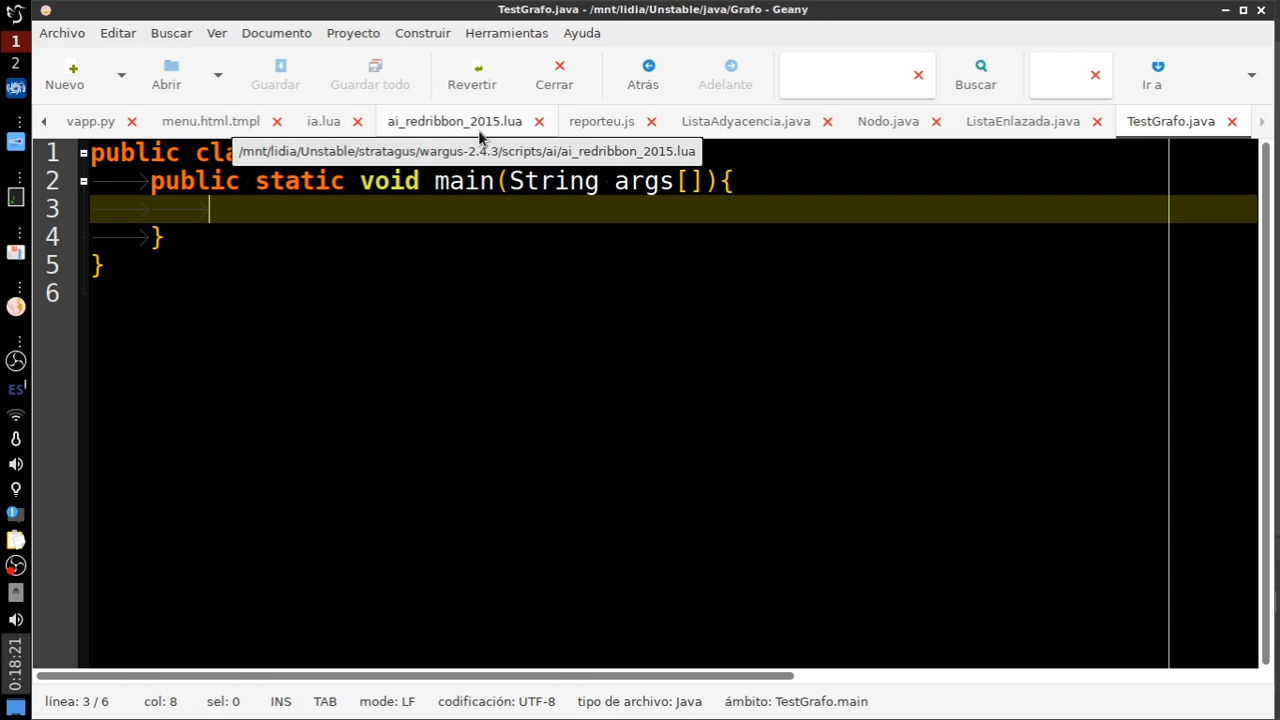 TestGrafo.java - /mnt/lidia/Unstable/java/Grafo - Geany
1
2
Archivo Editar Buscar Ver Documento Proyecto Construir Herramientas Ayuda
Nuevo Abrir Guardar Guardar todo Revertir Cerrar Atrás Adelante Buscar Ir a
vapp.py menu.html.tmpl ia.lua ai_redribbon_2015.lua reporteu.js ListaAdyacencia.java Nodo.java ListaEnlazada.java TestGrafo.java
/mnt/lidia/Unstable/stratagus/wargus-2.4.3/scripts/ai/ai_redribbon_2015.lua
1 public cla
2 public static void main(String args[]){
3
4 }
5 }
6
ES
0:18:21
línea: 3 / 6 col: 8 sel: 0 INS TAB mode: LF codificación: UTF-8 tipo de archivo: Java ámbito: TestGrafo.main